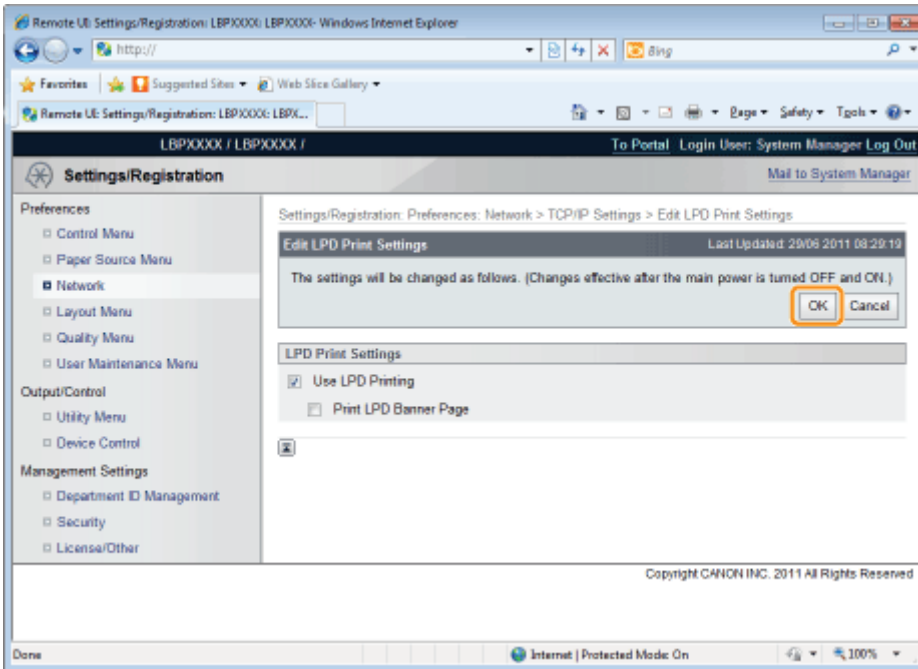 Remote UI: Settings/Registration: LBPXXXX: LBPXXXX- Windows Internet Explorer
http://
Bing
Favorites Suggested Sites Web Slice Gallery
Remote UI: Settings/Registration: LBPXXXX: LBPX... Page Safety Tools
LBPXXXX / LBPXXXX / To Portal Login User: System Manager Log Out
Settings/Registration Mail to System Manager
Preferences
Control Menu
Paper Source Menu
Network
Layout Menu
Quality Menu
User Maintenance Menu
Output/Control
Utility Menu
Device Control
Management Settings
Department ID Management
Security
License/Other
Settings/Registration: Preferences: Network > TCP/IP Settings > Edit LPD Print Settings
Edit LPD Print Settings Last Updated: 29/06 2011 08:29:19
The settings will be changed as follows. (Changes effective after the main power is turned OFF and ON.)
OK Cancel
LPD Print Settings
Use LPD Printing
Print LPD Banner Page
Copyright CANON INC. 2011 All Rights Reserved
Done Internet | Protected Mode: On 100%